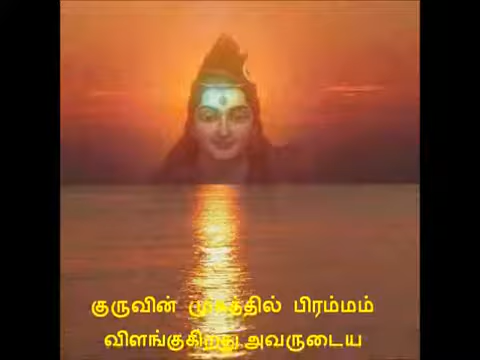 குருவின் முகத்தில் பிரம்மம்
விளங்குகிறது.அவருடைய